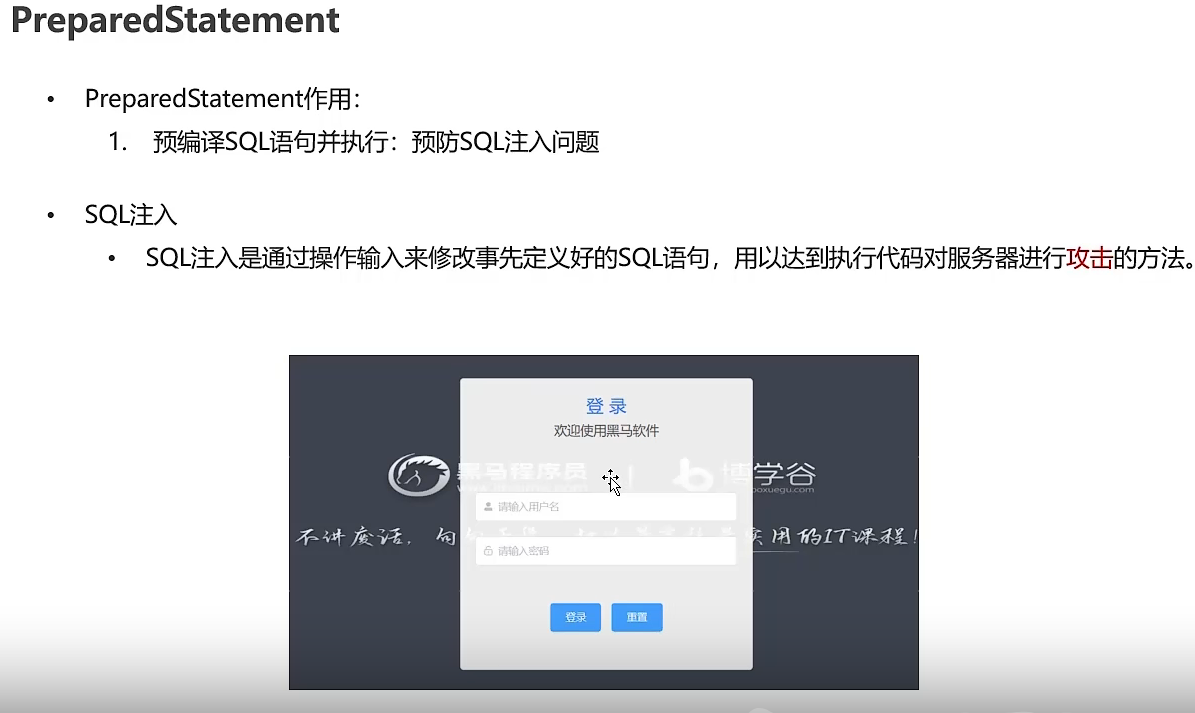 PreparedStatement
• PreparedStatement作用：
1. 预编译SQL语句并执行：预防SQL注入问题
• SQL注入
• SQL注入是通过操作输入来修改事先定义好的SQL语句，用以达到执行代码对服务器进行攻击的方法。
登 录
欢迎使用黑马软件
黑马程序员 博学谷
请输入用户名
不讲废话，句 实用的IT课程！
请输入密码
登录 重置